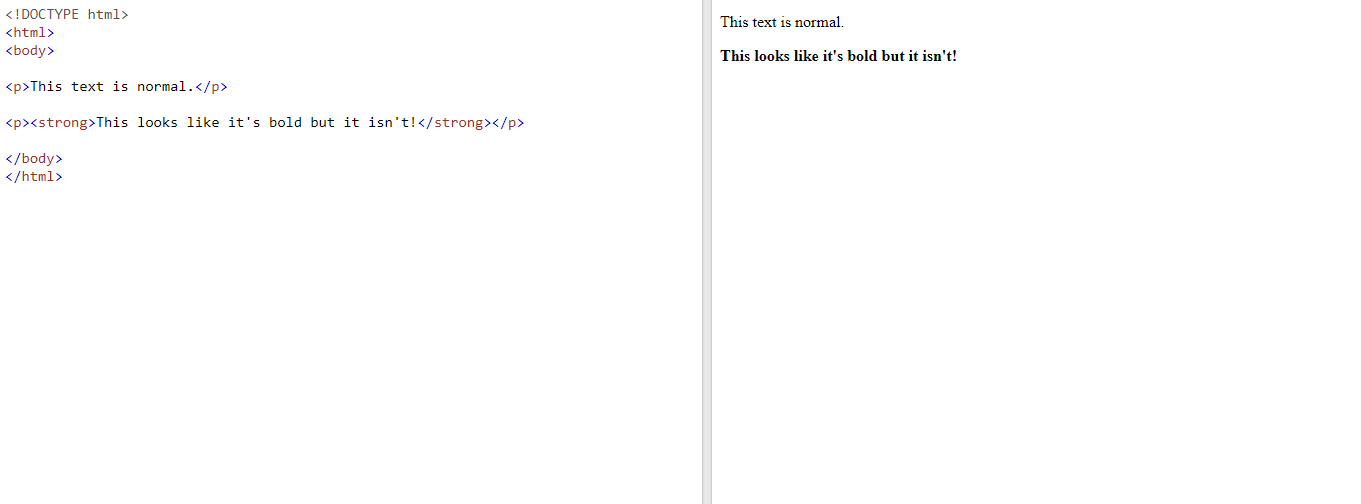 <!DOCTYPE html>
<html>
<body>
<p>This text is normal.</p>
<p><strong>This looks like it's bold but it isn't!</strong></p>
</body>
</html>
This text is normal.
This looks like it's bold but it isn't!